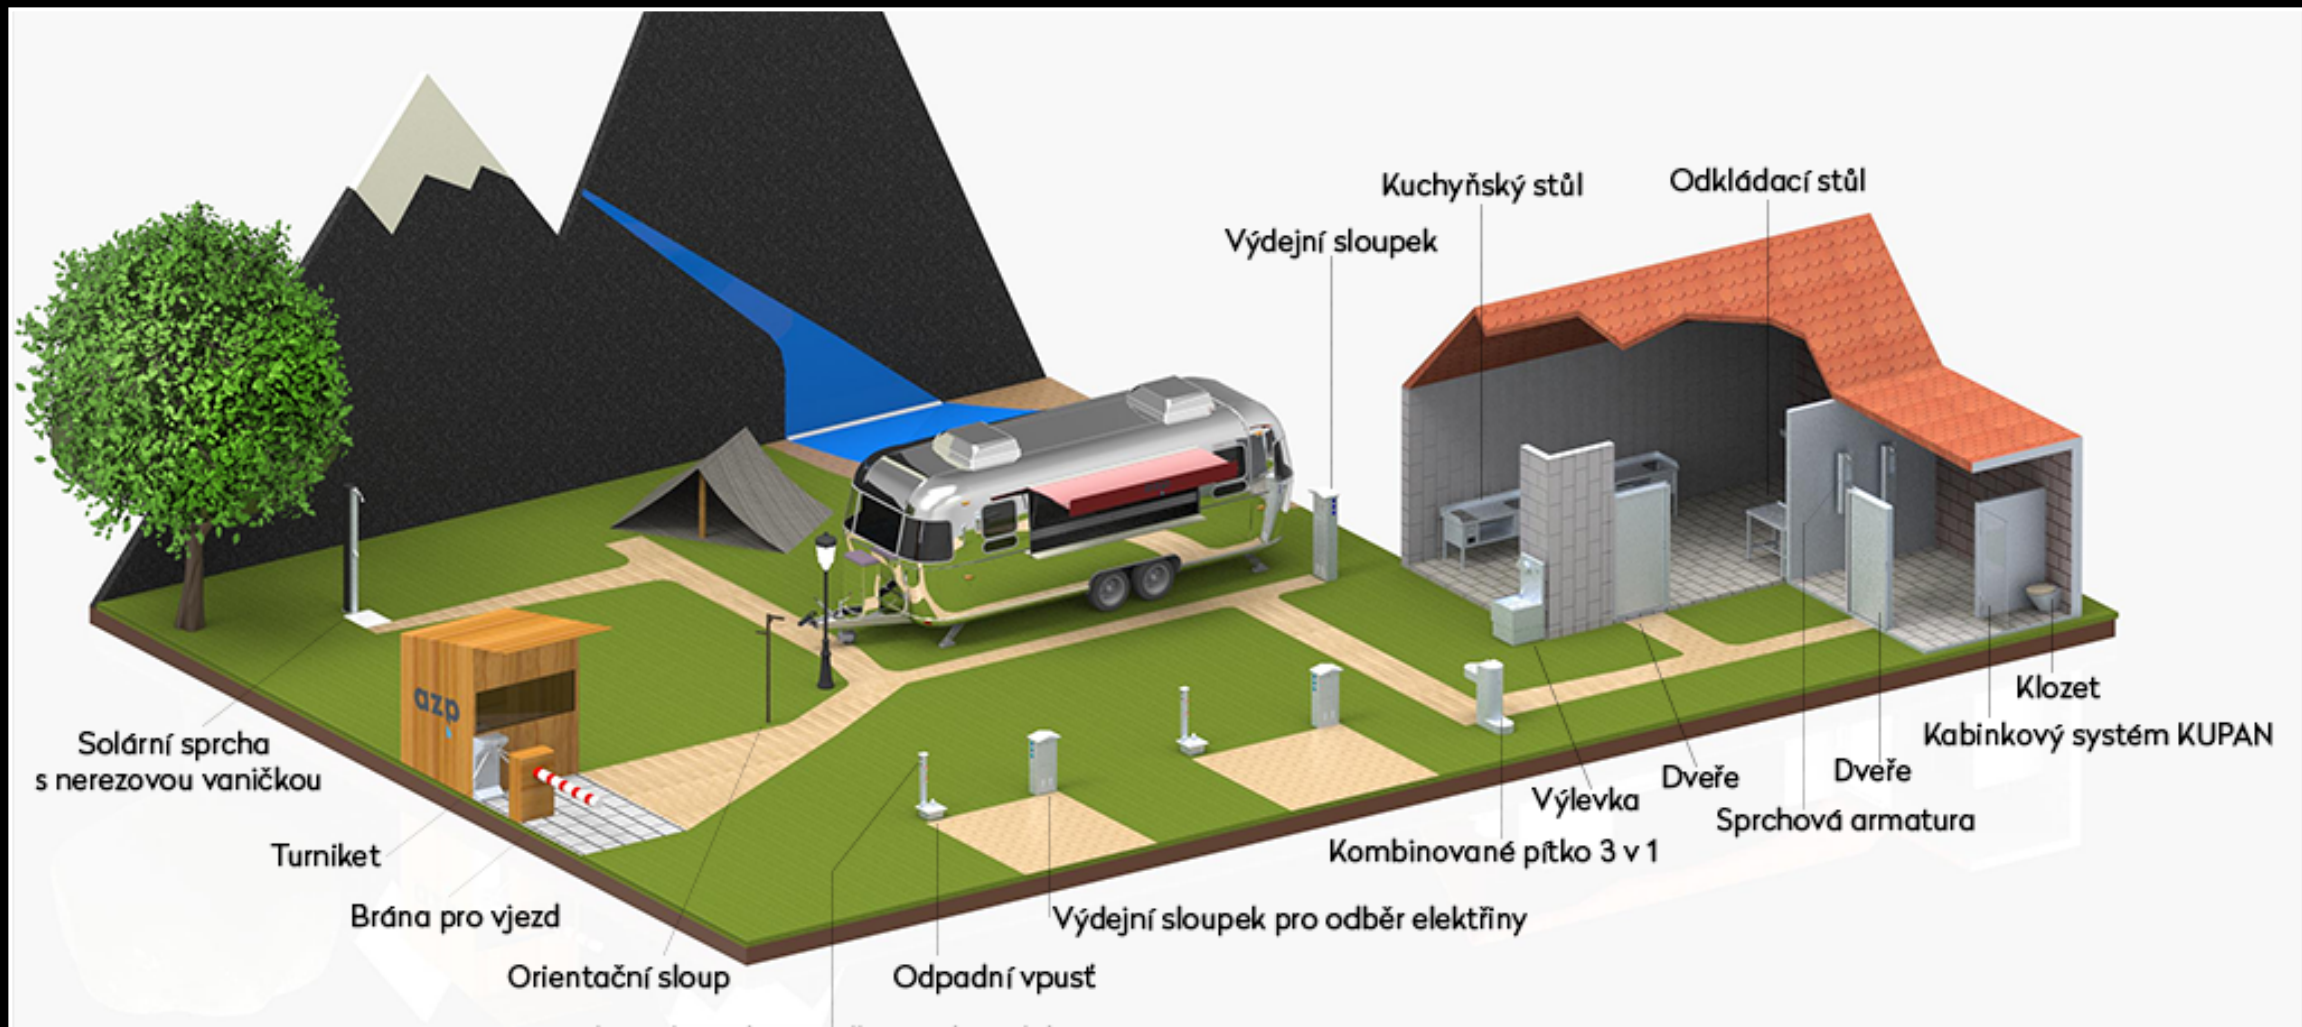 Kuchyňský stůl
Odkládací stůl
Výdejní sloupek
azp
Solární sprcha
s nerezovou vaničkou
Turniket
Brána pro vjezd
Orientační sloup
Odpadní vpusť
Výdejní sloupek pro odběr elektřiny
Kombinované pítko 3 v 1
Výlevka
Dveře
Sprchová armatura
Dveře
Kabinkový systém KUPAN
Klozet